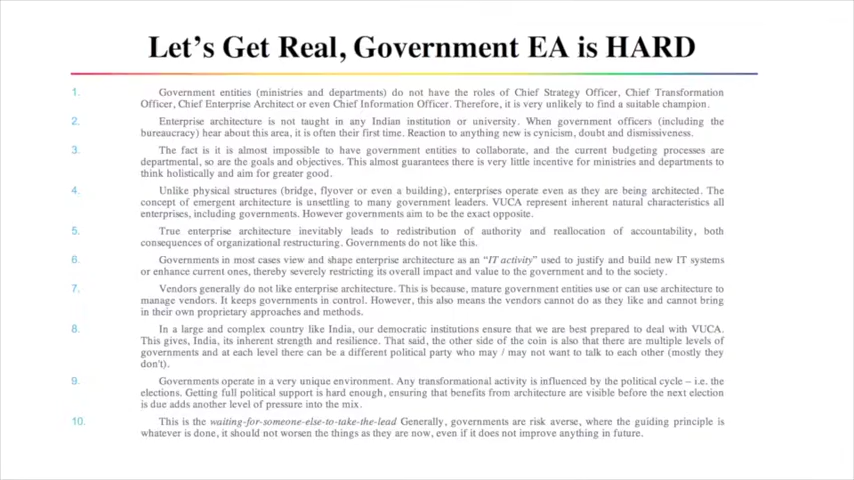 Let's Get Real, Government EA is HARD
1. Government entities (ministries and departments) do not have the roles of Chief Strategy Officer, Chief Transformation
Officer, Chief Enterprise Architect or even Chief Information Officer. Therefore, it is very unlikely to find a suitable champion.
2. Enterprise architecture is not taught in any Indian institution or university. When government officers (including the
bureaucracy) hear about this area, it is often their first time. Reaction to anything new is cynicism, doubt and dismissiveness.
3. The fact is it is almost impossible to have government entities to collaborate, and the current budgeting processes are
departmental, so are the goals and objectives. This almost guarantees there is very little incentive for ministries and departments to
think holistically and aim for greater good.
4. Unlike physical structures (bridge, flyover or even a building), enterprises operate even as they are being architected. The
concept of emergent architecture is unsettling to many government leaders. VUCA represent inherent natural characteristics all
enterprises, including governments. However governments aim to be the exact opposite.
5. True enterprise architecture inevitably leads to redistribution of authority and reallocation of accountability, both
consequences of organizational restructuring. Governments do not like this.
6. Governments in most cases view and shape enterprise architecture as an “IT activity” used to justify and build new IT systems
or enhance current ones, thereby severely restricting its overall impact and value to the government and to the society.
7. Vendors generally do not like enterprise architecture. This is because, mature government entities use or can use architecture to
manage vendors. It keeps governments in control. However, this also means the vendors cannot do as they like and cannot bring
in their own proprietary approaches and methods.
8. In a large and complex country like India, our democratic institutions ensure that we are best prepared to deal with VUCA.
This gives, India, its inherent strength and resilience. That said, the other side of the coin is also that there are multiple levels of
governments and at each level there can be a different political party who may / may not want to talk to each other (mostly they
don't).
9. Governments operate in a very unique environment. Any transformational activity is influenced by the political cycle – i.e. the
elections. Getting full political support is hard enough, ensuring that benefits from architecture are visible before the next election
is due adds another level of pressure into the mix.
10. This is the waiting-for-someone-else-to-take-the-lead Generally, governments are risk averse, where the guiding principle is
whatever is done, it should not worsen the things as they are now, even if it does not improve anything in future.